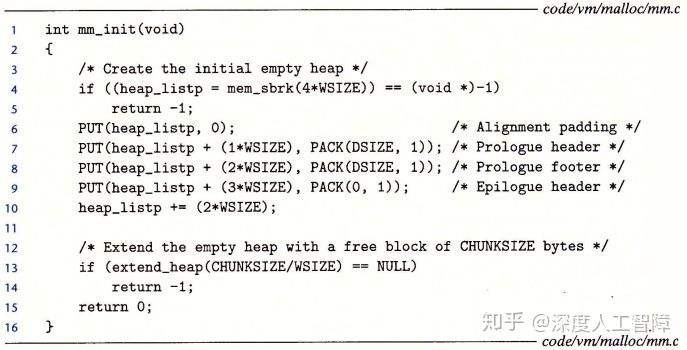 code/vm/malloc/mm.c
1 int mm_init(void)
2 {
3 /* Create the initial empty heap */
4 if ((heap_listp = mem_sbrk(4*WSIZE)) == (void *)-1)
5 return -1;
6 PUT(heap_listp, 0); /* Alignment padding */
7 PUT(heap_listp + (1*WSIZE), PACK(DSIZE, 1)); /* Prologue header */
8 PUT(heap_listp + (2*WSIZE), PACK(DSIZE, 1)); /* Prologue footer */
9 PUT(heap_listp + (3*WSIZE), PACK(0, 1)); /* Epilogue header */
10 heap_listp += (2*WSIZE);
11
12 /* Extend the empty heap with a free block of CHUNKSIZE bytes */
13 if (extend_heap(CHUNKSIZE/WSIZE) == NULL)
14 return -1;
15 return 0;
16 }
知乎 @深度人工智障
code/vm/malloc/mm.c